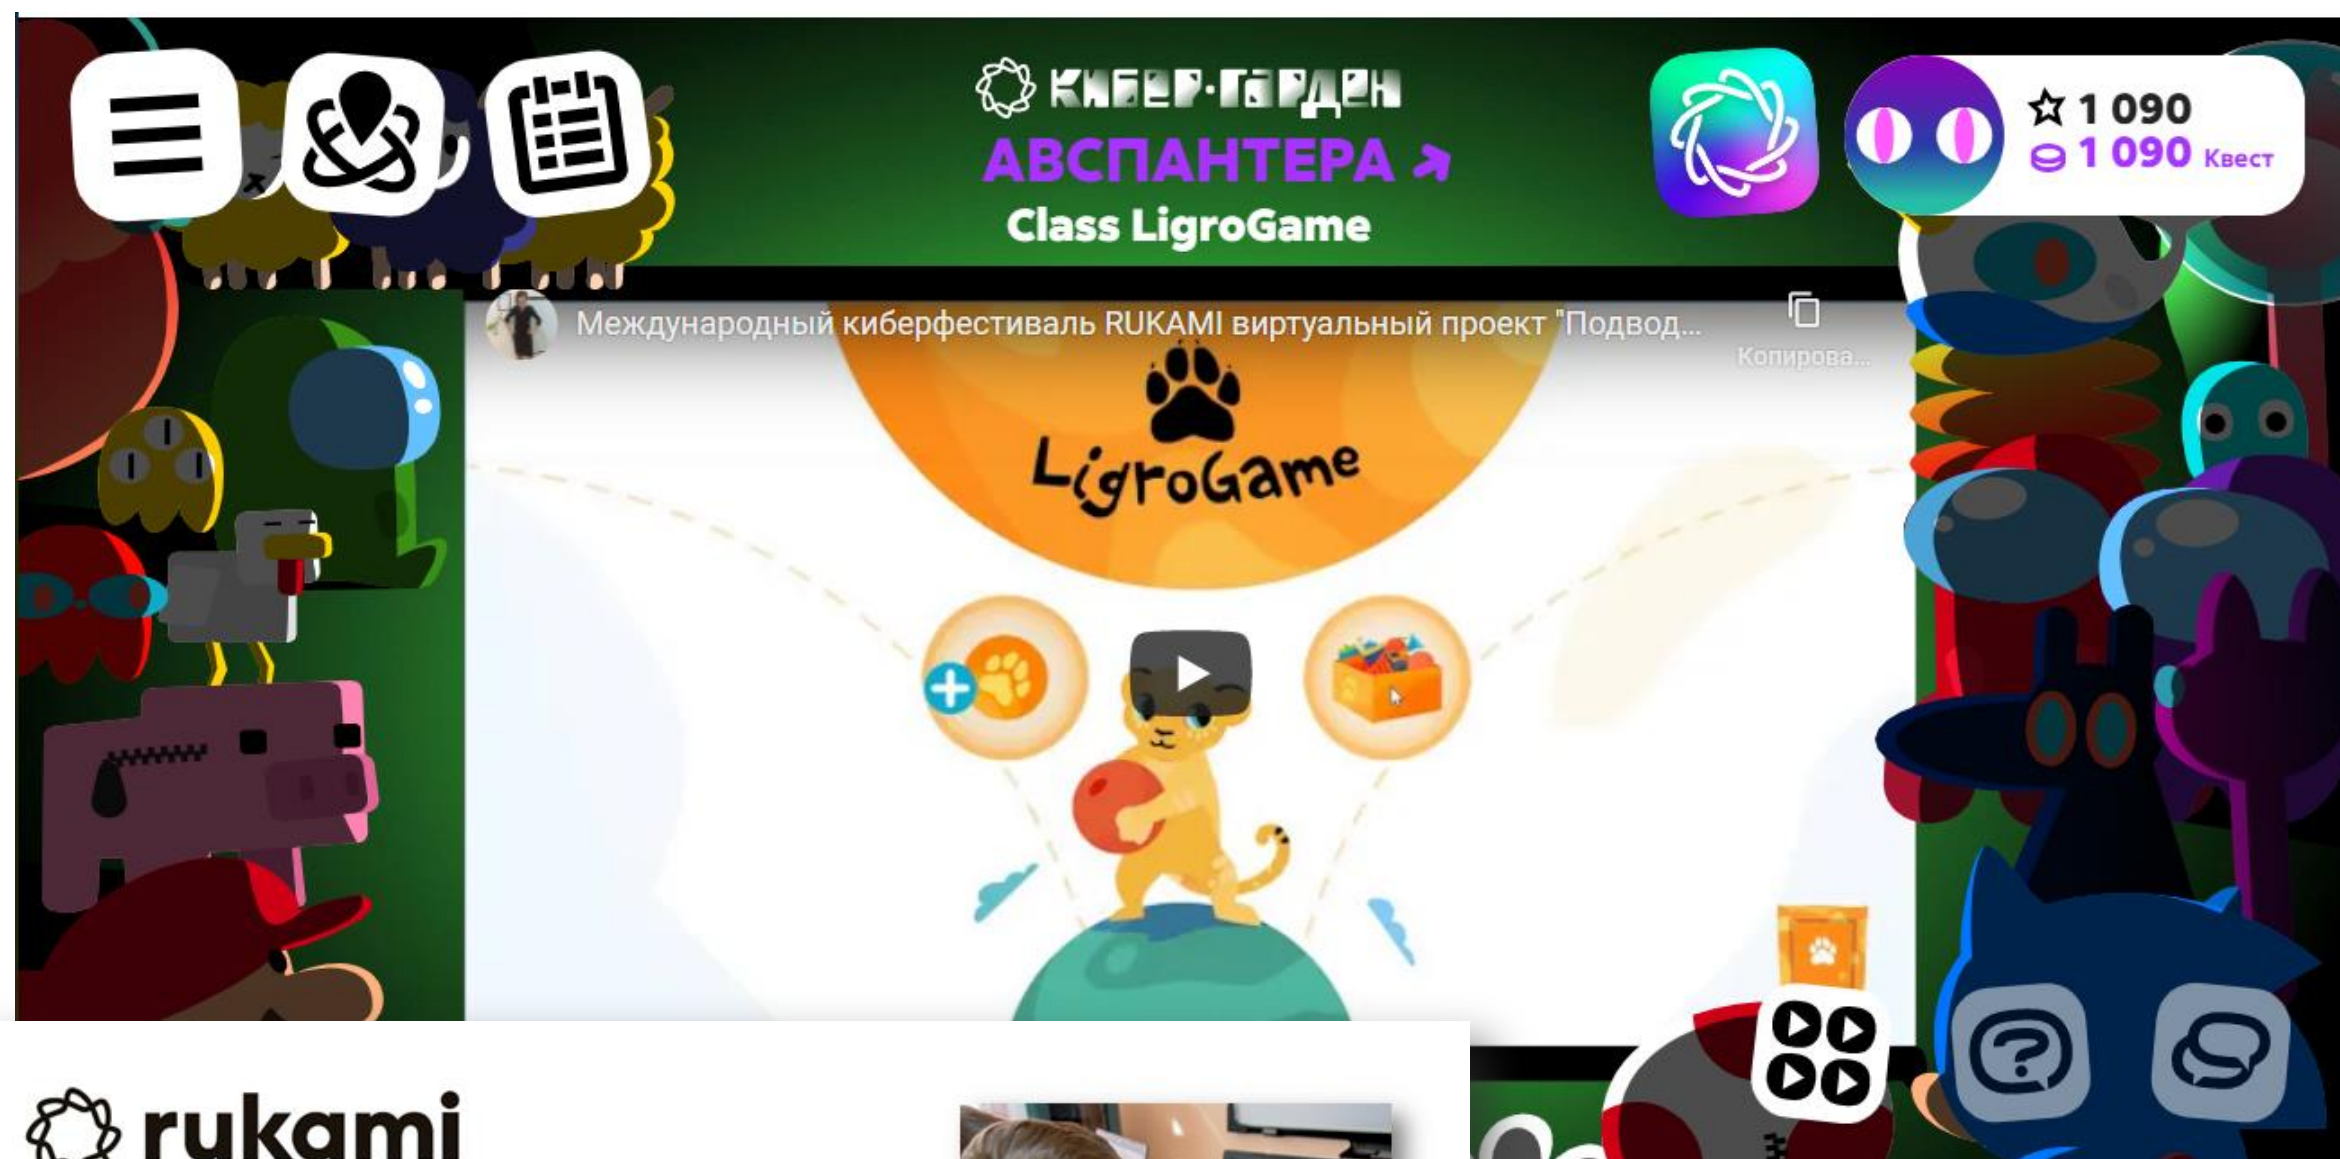 КИБЕР·ГАРДЕН
АВСПАНТЕРА
Class LigroGame
1 090
1 090 Квест
Международный киберфестиваль RUKAMI виртуальный проект "Подвод...
Копирова...
LigroGame
rukami